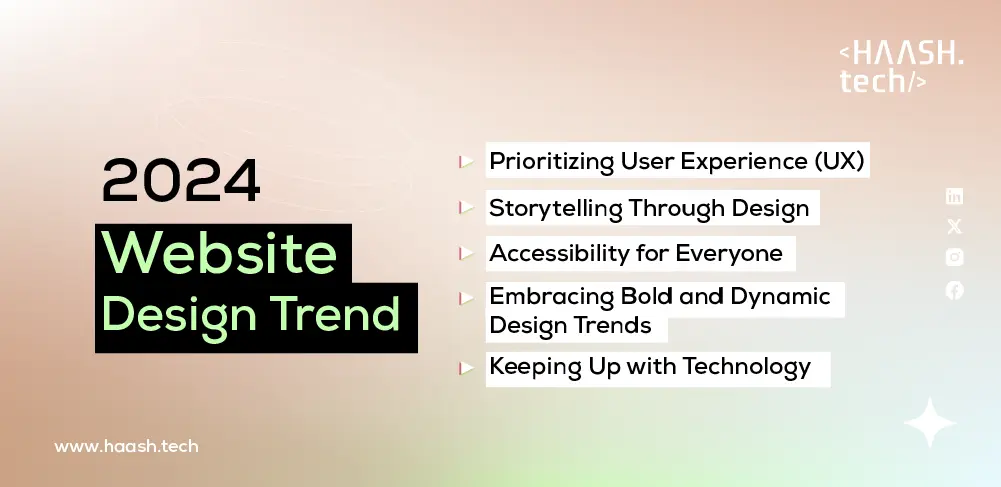 <HAASH.
tech/>
2024
Website
Design Trend
Prioritizing User Experience (UX)
Storytelling Through Design
Accessibility for Everyone
Embracing Bold and Dynamic
Design Trends
Keeping Up with Technology
www.haash.tech